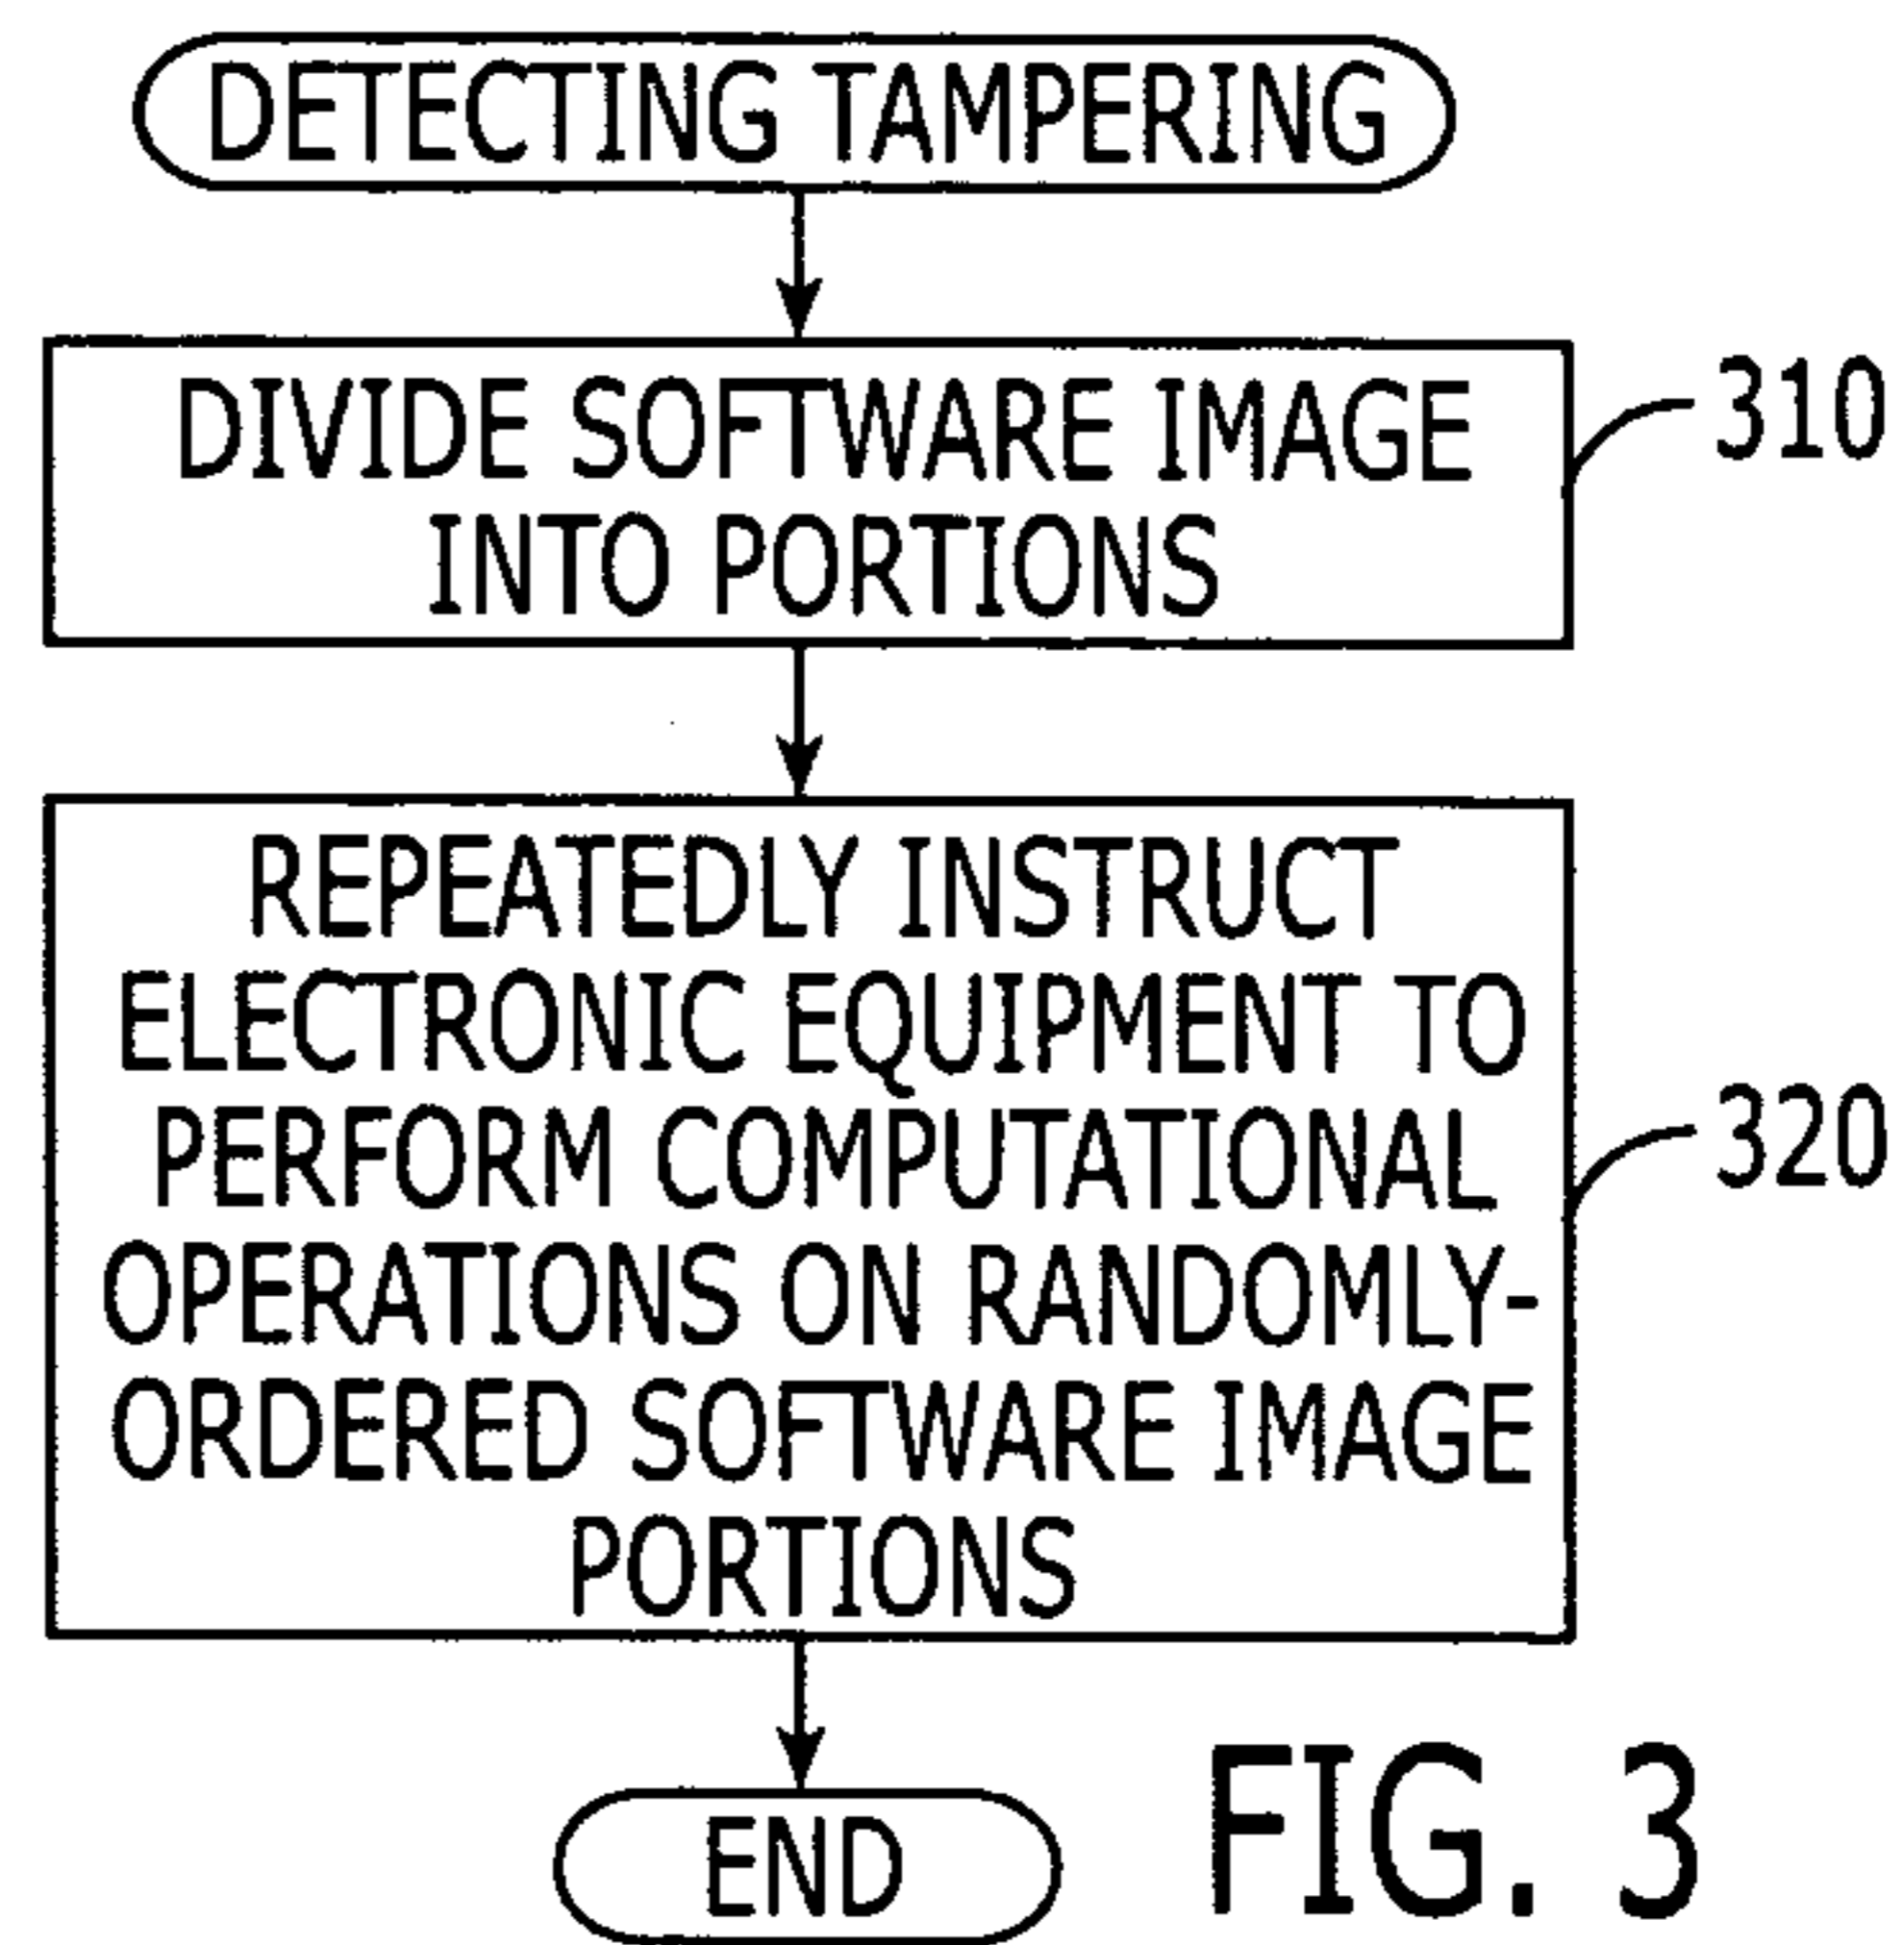 DETECTING TAMPERING
DIVIDE SOFTWARE IMAGE
INTO PORTIONS
310
REPEATEDLY INSTRUCT
ELECTRONIC EQUIPMENT TO
PERFORM COMPUTATIONAL
OPERATIONS ON RANDOMLY-
ORDERED SOFTWARE IMAGE
PORTIONS
320
END
FIG. 3